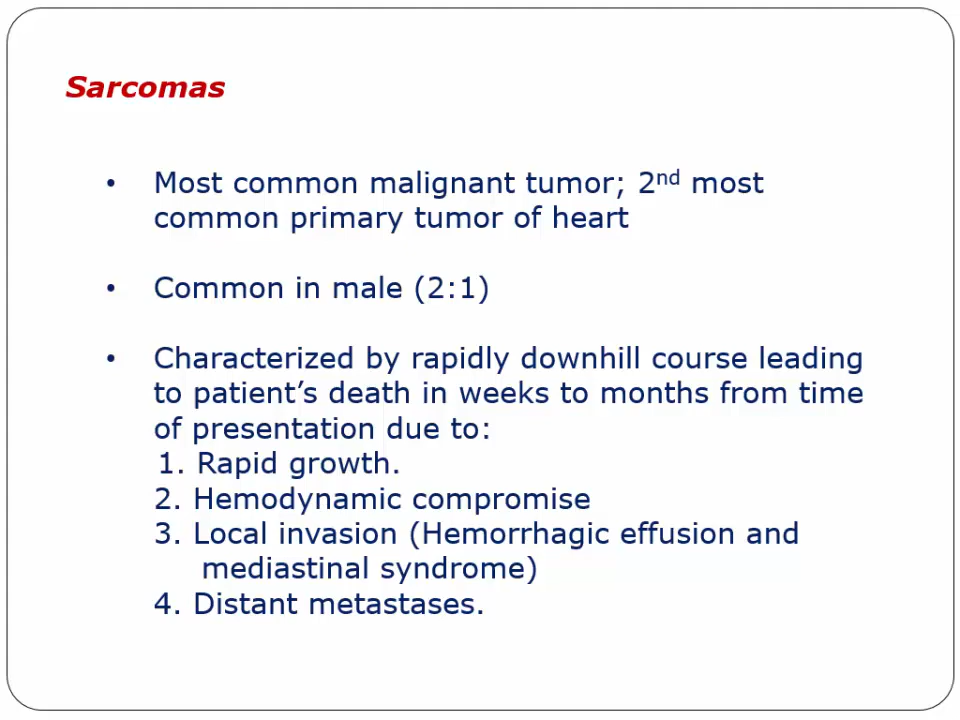 Sarcomas
• Most common malignant tumor; 2nd most
common primary tumor of heart
• Common in male (2:1)
• Characterized by rapidly downhill course leading
to patient’s death in weeks to months from time
of presentation due to:
1. Rapid growth.
2. Hemodynamic compromise
3. Local invasion (Hemorrhagic effusion and
mediastinal syndrome)
4. Distant metastases.